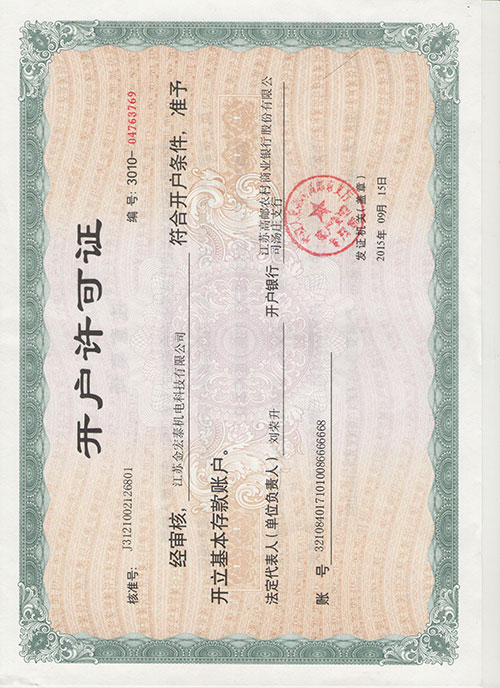 开户许可证
核准号: J3121002126801
编 号: 3010-04763769
经审核, 江苏金宏泰机电科技有限公司 符合开户条件, 准予
开立基本存款账户。
法定代表人(单位负责人) 刘荣升 开户银行 江苏高邮农村商业银行股份有限公
司汤庄支行
账 号 3210840171010086666668
发证机关(盖章)
2015年 09月 15日